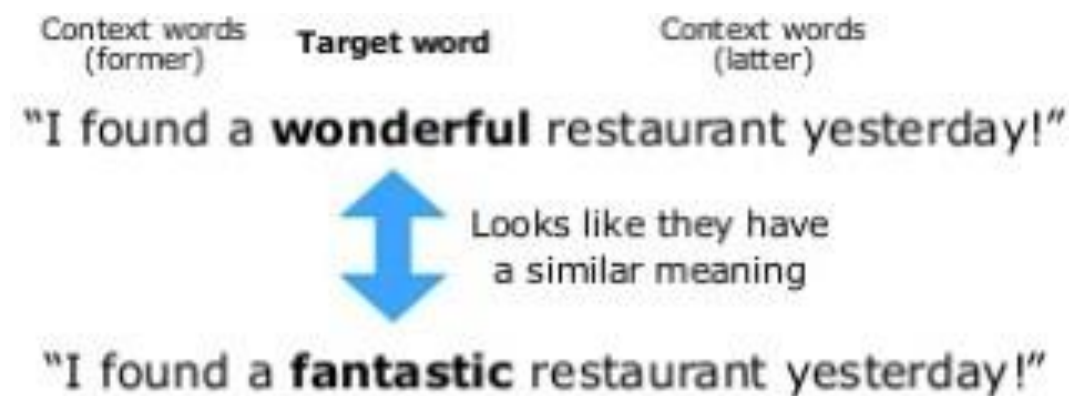 Context words Target word Context words
(former) (latter)
“I found a wonderful restaurant yesterday!”
Looks like they have
a similar meaning
“I found a fantastic restaurant yesterday!”